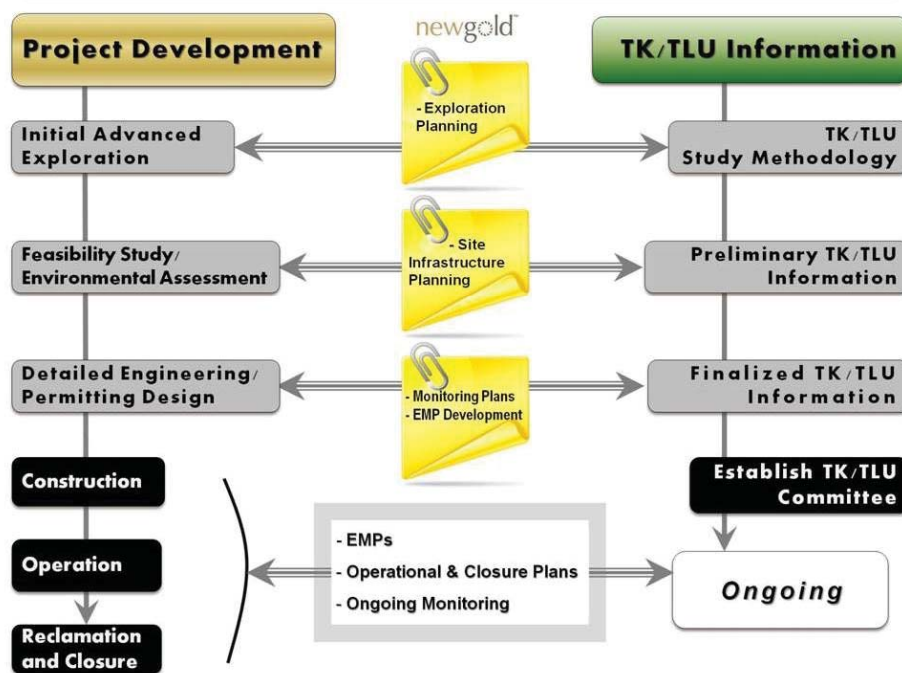 newgold™
Project Development
TK/TLU Information
- Exploration
Planning
Initial Advanced
Exploration
TK/TLU
Study Methodology
- Site
Infrastructure
Planning
Feasibility Study/
Environmental Assessment
Preliminary TK/TLU
Information
Detailed Engineering/
Permitting Design
- Monitoring Plans
- EMP Development
Finalized TK/TLU
Information
Construction
Establish TK/TLU
Committee
- EMPs
- Operational & Closure Plans
- Ongoing Monitoring
Operation
Ongoing
Reclamation
and Closure